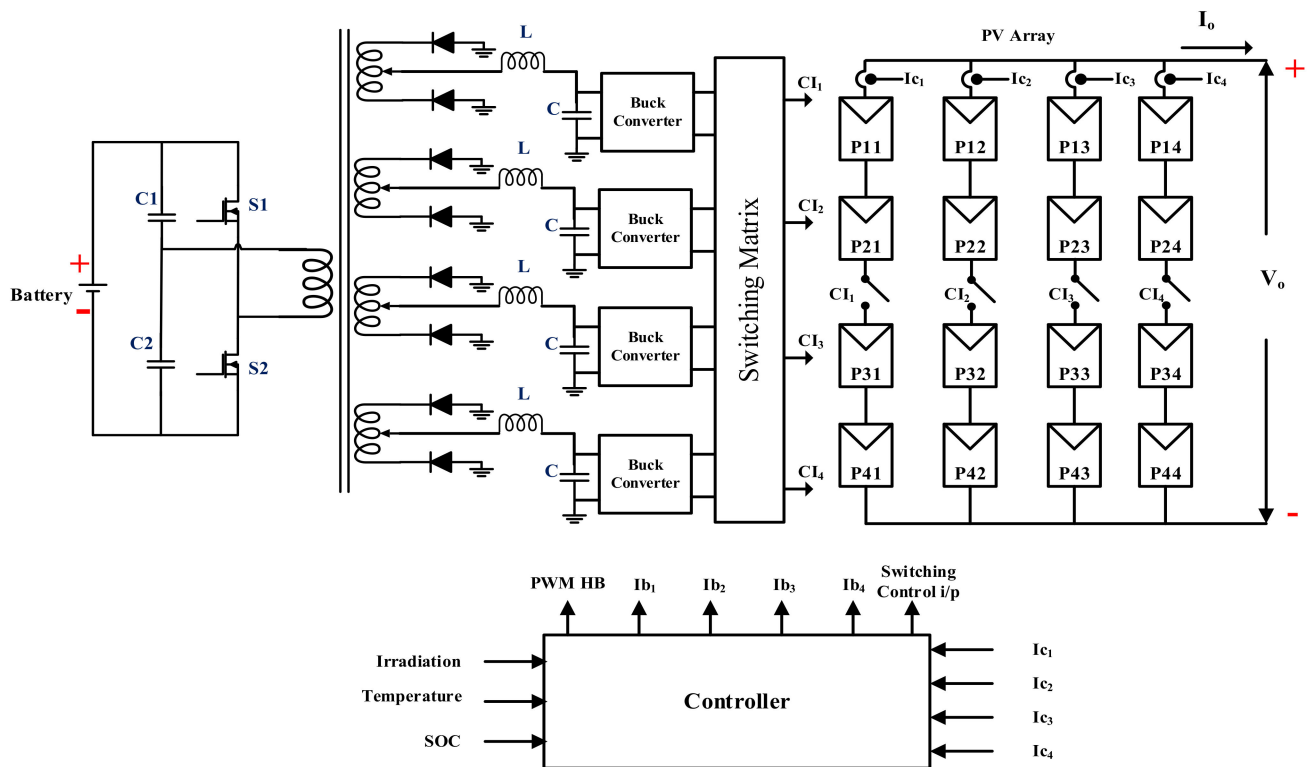 I₀
PV Array
+
L
CI₁
Ic₁
Ic₂
Ic₃
Ic₄
C
Buck
Converter
P11
P12
P13
P14
L
C1
S1
CI₂
C
Buck
Converter
P21
P22
P23
P24
+
Battery
-
L
CI₁
CI₂
CI₃
CI₄
Vₒ
Switching Matrix
C2
S2
CI₃
C
Buck
Converter
P31
P32
P33
P34
L
C
Buck
Converter
CI₄
P41
P42
P43
P44
-
PWM HB
Ib₁
Ib₂
Ib₃
Ib₄
Switching
Control i/p
Irradiation
Temperature
SOC
Controller
Ic₁
Ic₂
Ic₃
Ic₄